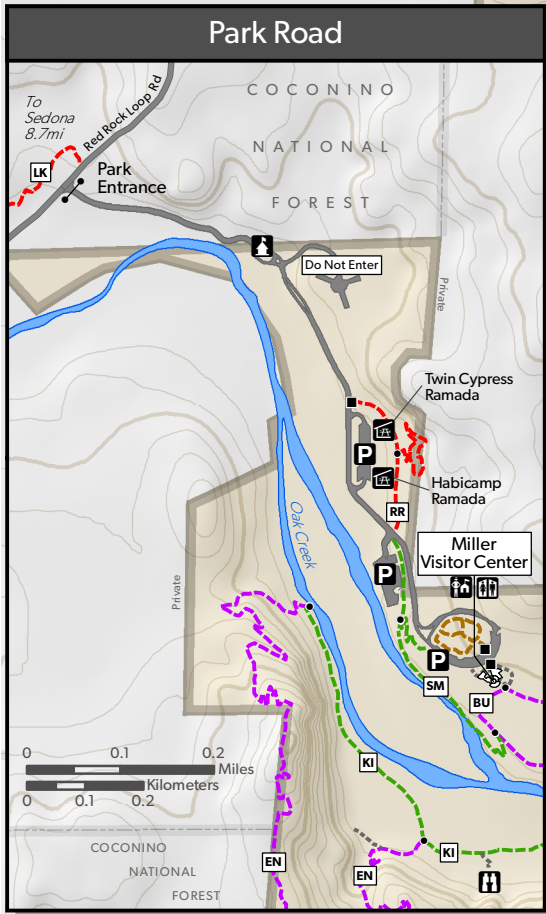 Park Road
COCONINO
NATIONAL
FOREST
To
Sedona
8.7mi
Red Rock Loop Rd
LK
Park
Entrance
Do Not Enter
Private
Twin Cypress
Ramada
P
Habicamp
Ramada
RR
Oak Creek
Miller
Visitor Center
P
Private
P
SM
BU
0 0.1 0.2
Miles
Kilometers
0 0.1 0.2
KI
COCONINO
NATIONAL
FOREST
EN
EN
KI